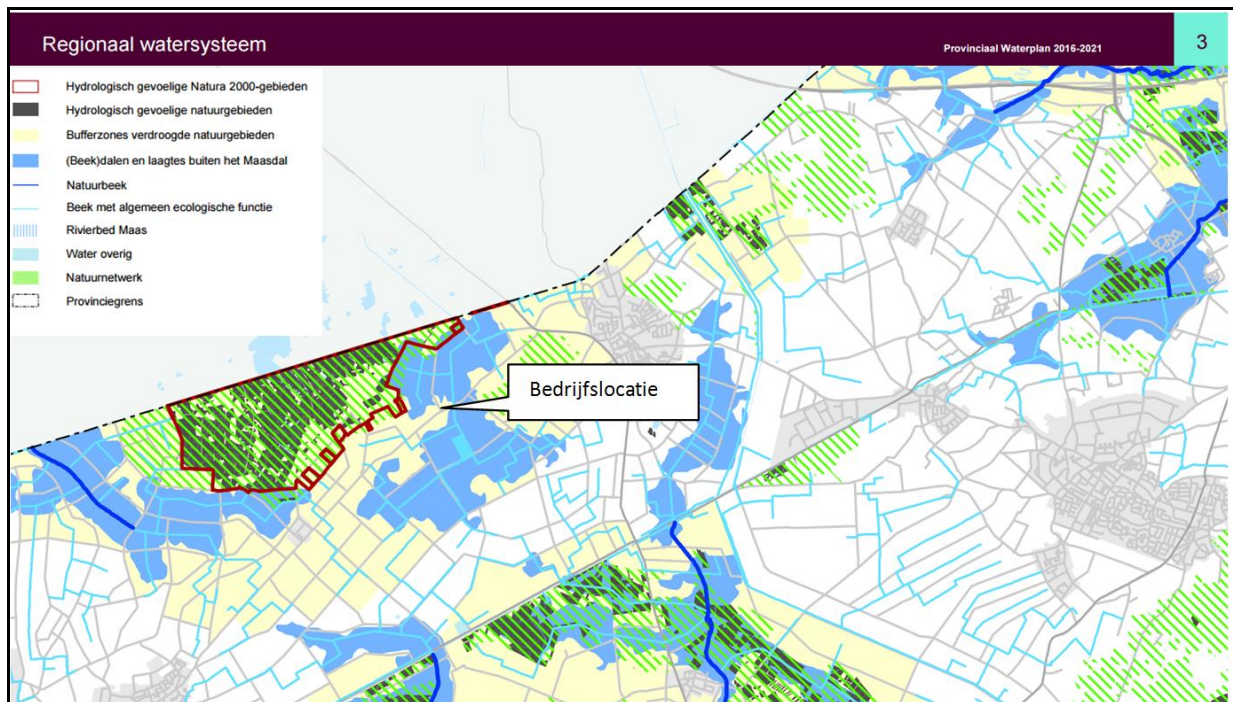 Regionaal watersysteem
Provinciaal Waterplan 2016-2021
3
Hydrologisch gevoelige Natura 2000-gebieden
Hydrologisch gevoelige natuurgebieden
Bufferzones verdroogde natuurgebieden
(Beek)dalen en laagtes buiten het Maasdal
Natuurbeek
Beek met algemeen ecologische functie
Rivierbed Maas
Water overig
Natuurnetwerk
Provinciegrens
Bedrijfslocatie